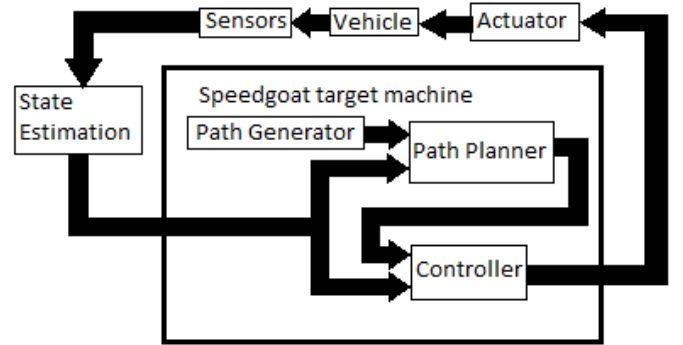 Sensors
Vehicle
Actuator
State
Estimation
Speedgoat target machine
Path Generator
Path Planner
Controller